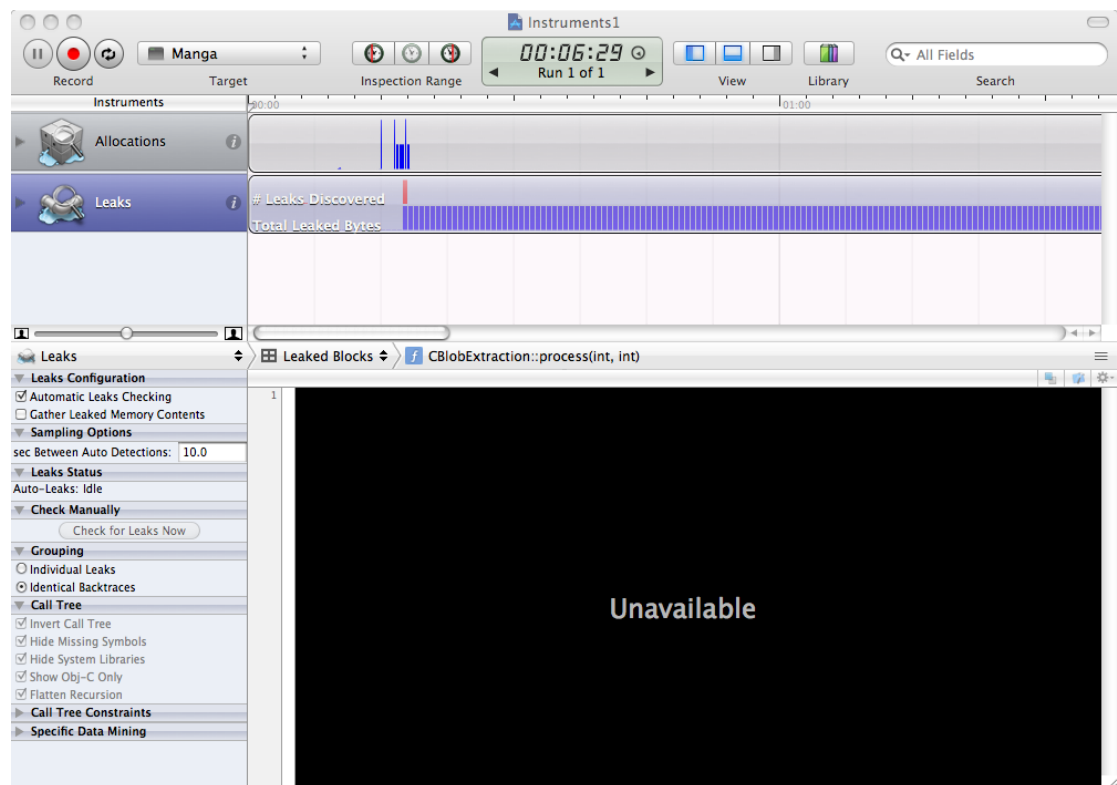 Instruments1
Manga
00:06:29
Run 1 of 1
All Fields
Record
Target
Inspection Range
View
Library
Search
Instruments
00:00
01:00
Allocations
Leaks
# Leaks Discovered
Total Leaked Bytes
Leaks
Leaked Blocks
CBlobExtraction::process(int, int)
Leaks Configuration
Automatic Leaks Checking
1
Gather Leaked Memory Contents
Sampling Options
sec Between Auto Detections: 10.0
Leaks Status
Auto-Leaks: Idle
Check Manually
Check for Leaks Now
Grouping
Individual Leaks
Identical Backtraces
Call Tree
Unavailable
Invert Call Tree
Hide Missing Symbols
Hide System Libraries
Show Obj-C Only
Flatten Recursion
Call Tree Constraints
Specific Data Mining